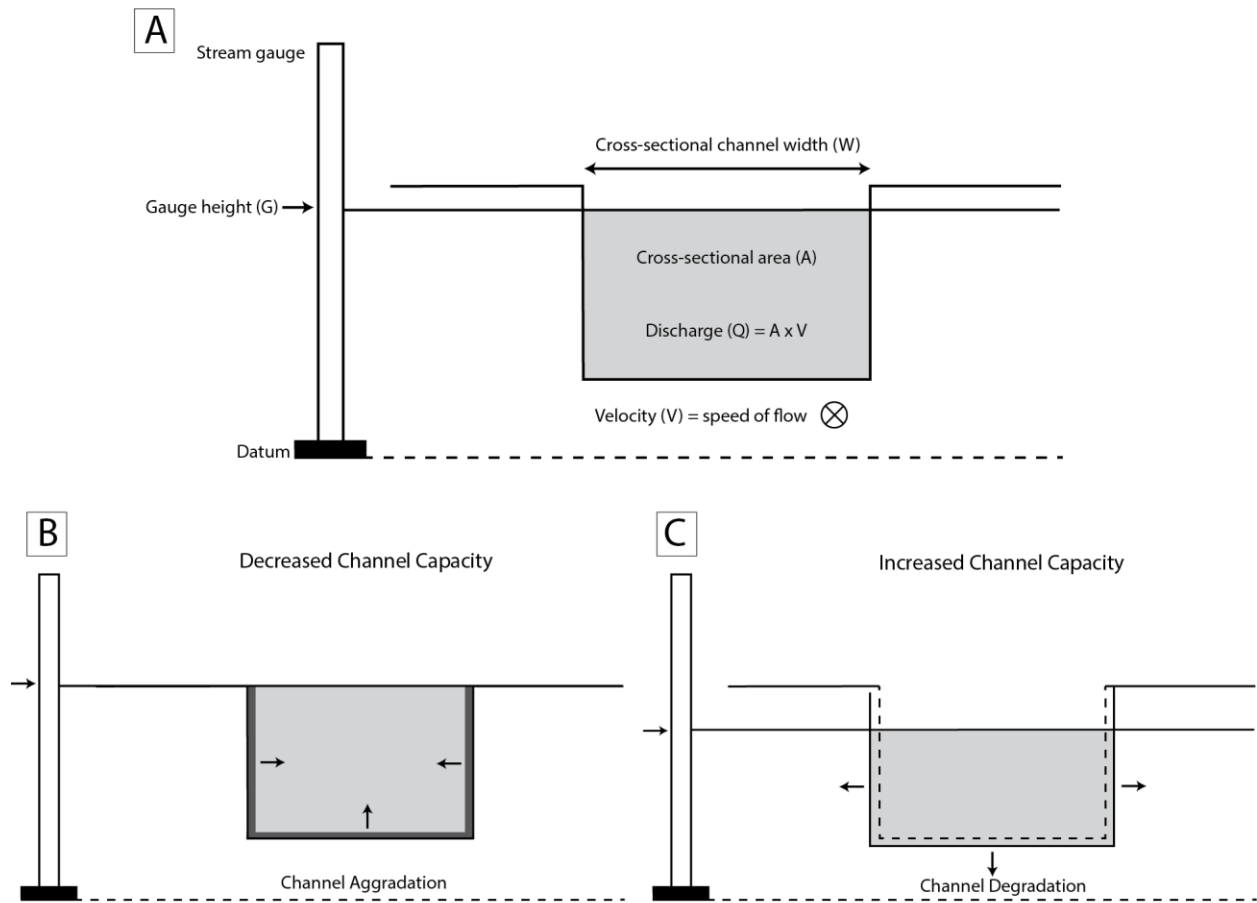 A
Stream gauge
Cross-sectional channel width (W)
Gauge height (G)
Cross-sectional area (A)
Discharge (Q) = A x V
Velocity (V) = speed of flow
Datum
B
Decreased Channel Capacity
Channel Aggradation
C
Increased Channel Capacity
Channel Degradation